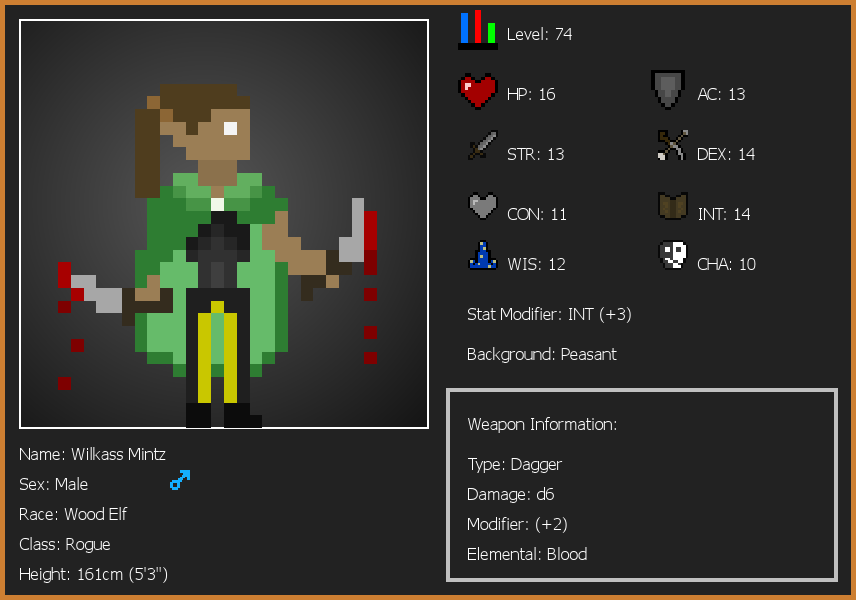 Level: 74
HP: 16
AC: 13
STR: 13
DEX: 14
CON: 11
INT: 14
WIS: 12
CHA: 10
Stat Modifier: INT (+3)
Background: Peasant
Weapon Information:
Type: Dagger
Damage: d6
Modifier: (+2)
Elemental: Blood
Name: Wilkass Mintz
Sex: Male
Race: Wood Elf
Class: Rogue
Height: 161cm (5'3")